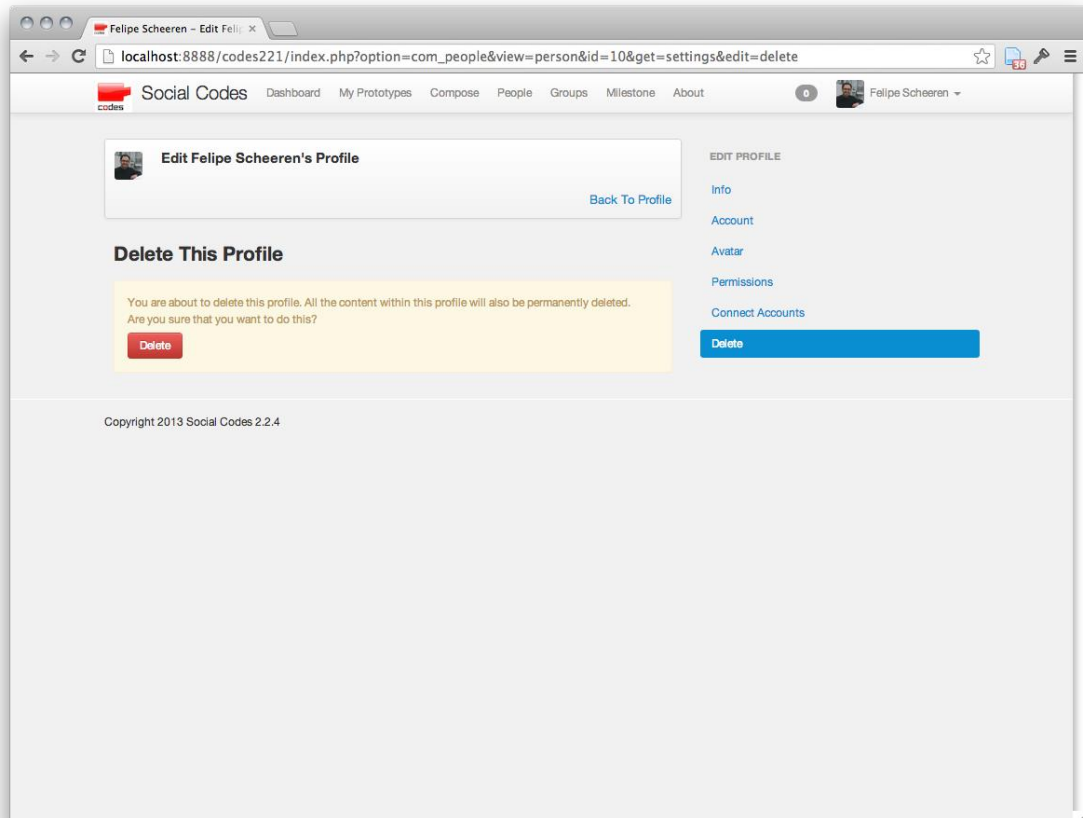 Felipe Scheeren – Edit Feli
localhost:8888/codes221/index.php?option=com_people&view=person&id=10&get=settings&edit=delete
36
codes
Social Codes Dashboard My Prototypes Compose People Groups Milestone About 0 Felipe Scheeren
Edit Felipe Scheeren's Profile
Back To Profile
EDIT PROFILE
Info
Account
Avatar
Permissions
Connect Accounts
Delete
Delete This Profile
You are about to delete this profile. All the content within this profile will also be permanently deleted.
Are you sure that you want to do this?
Delete
Copyright 2013 Social Codes 2.2.4